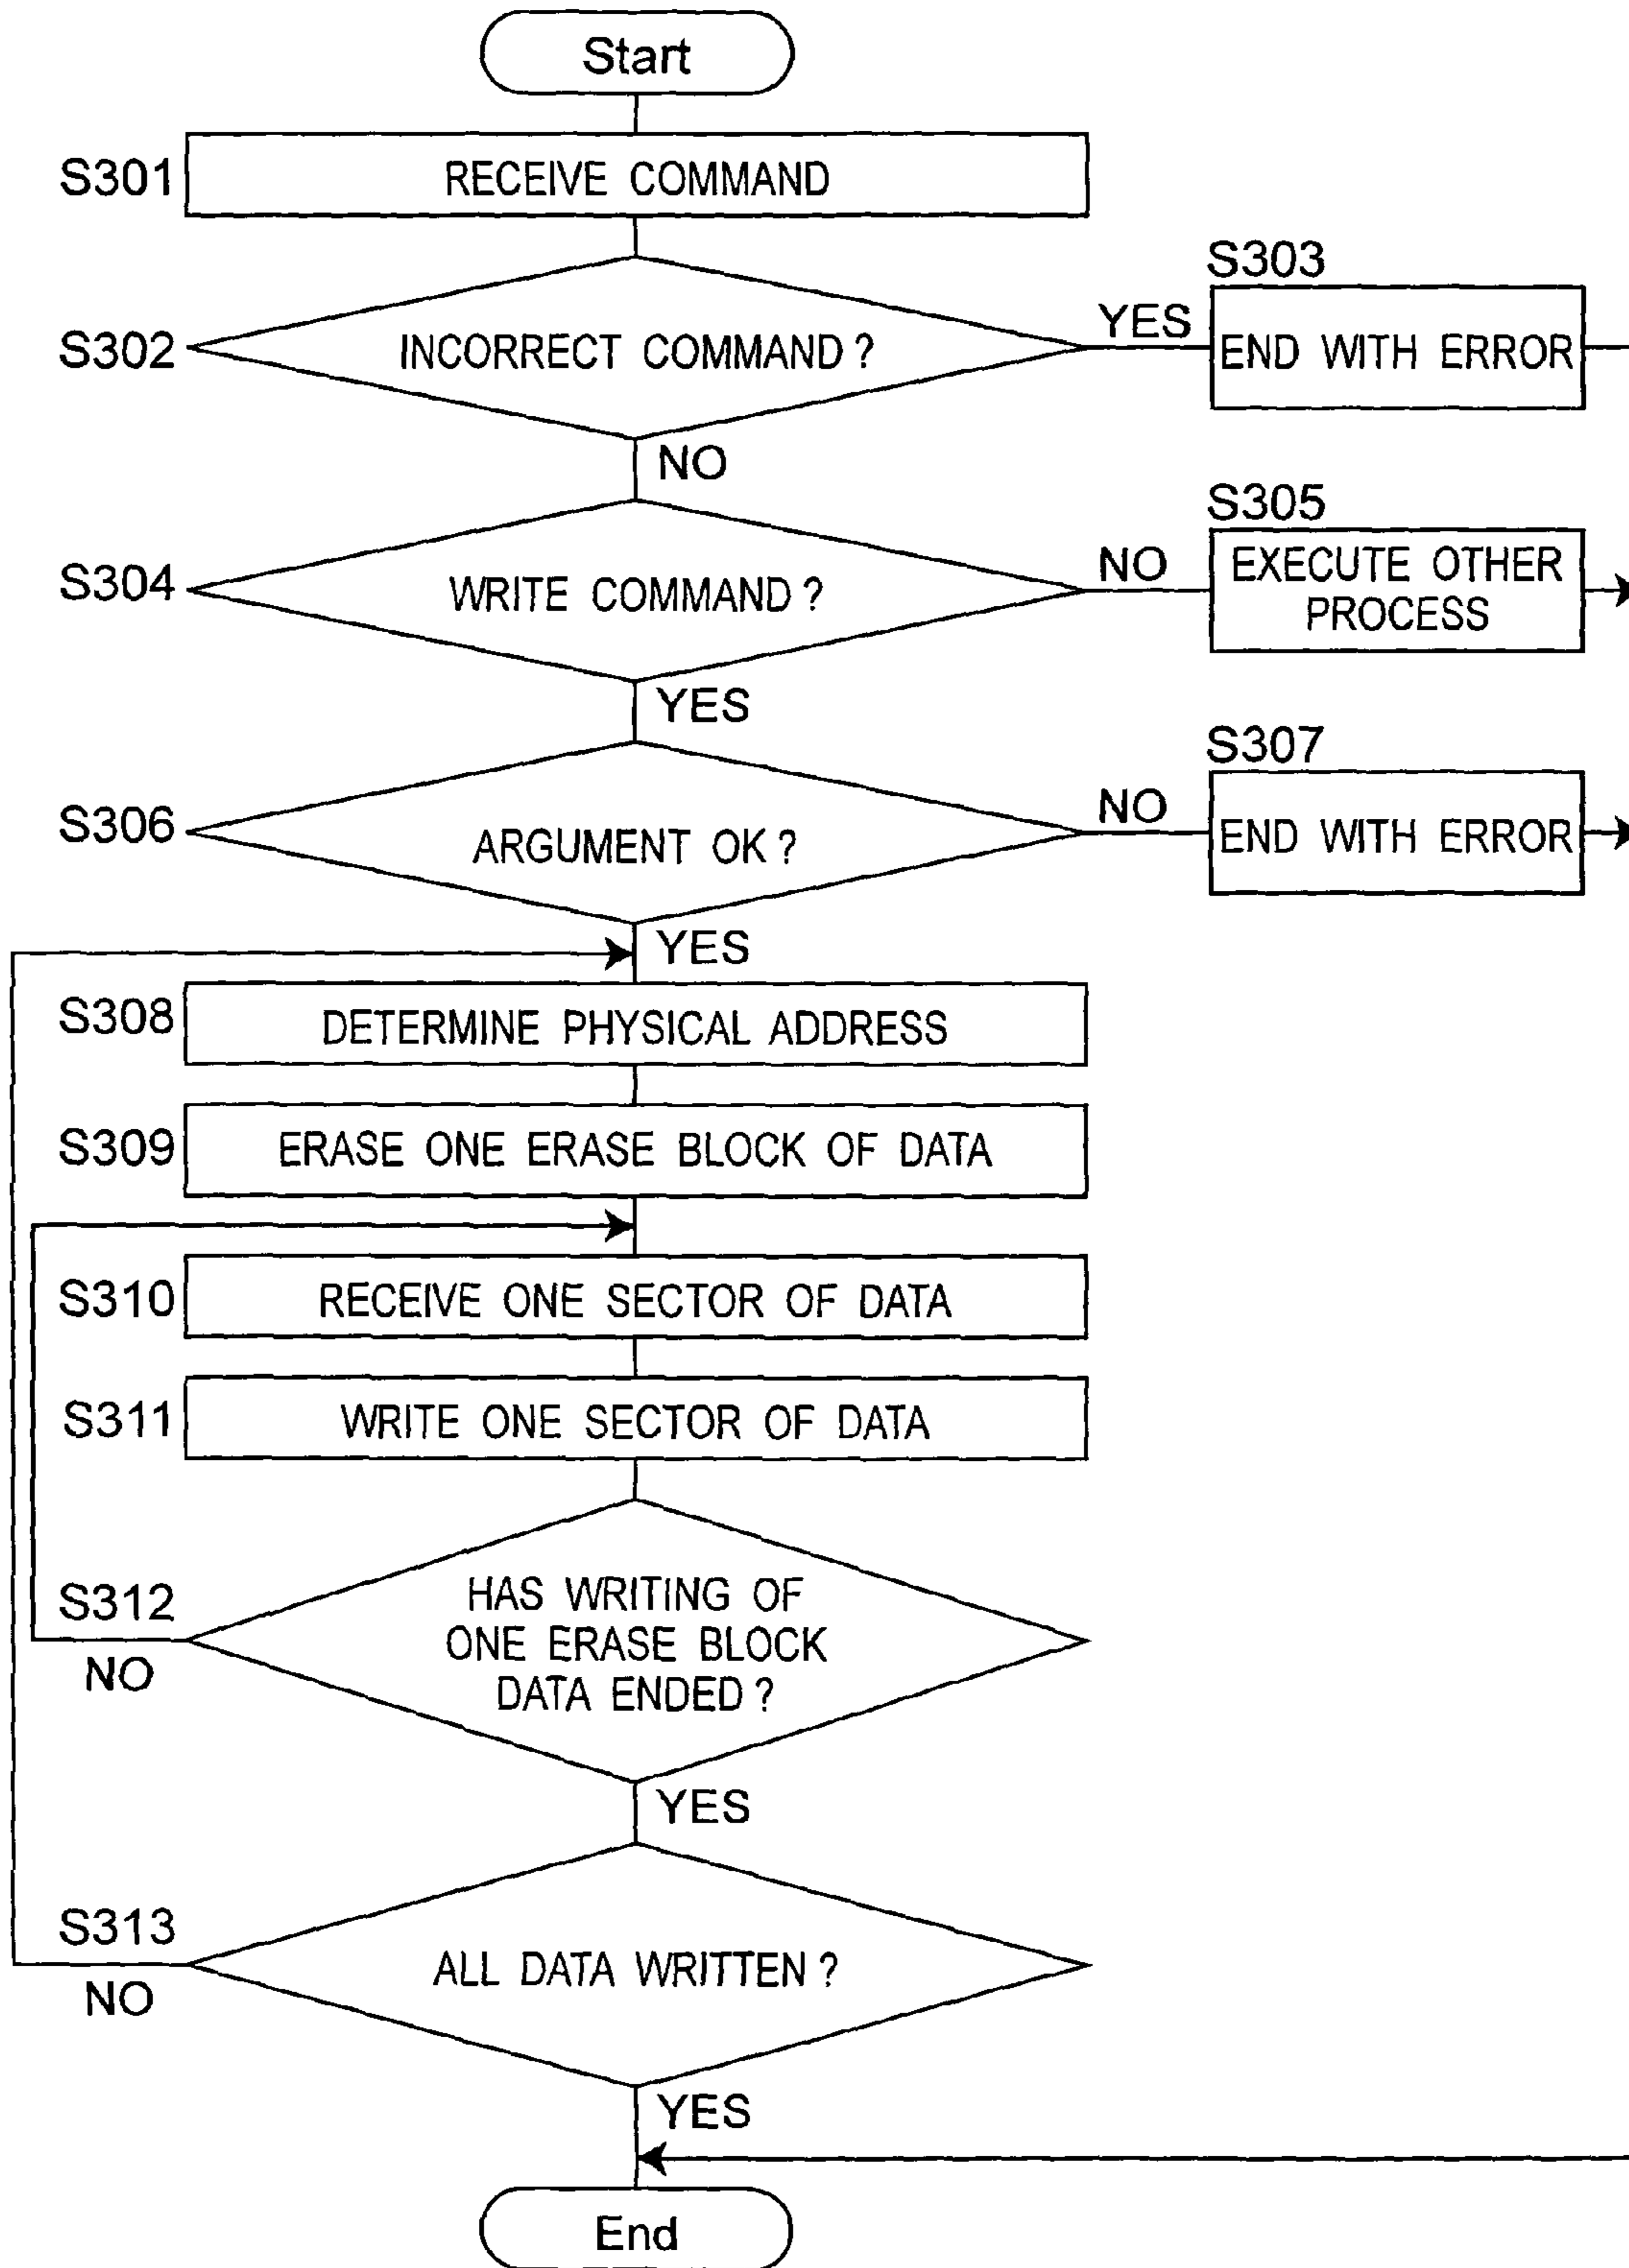 Start
S301
RECEIVE COMMAND
S302
INCORRECT COMMAND ?
YES
S303
END WITH ERROR
NO
S304
WRITE COMMAND ?
NO
S305
EXECUTE OTHER
PROCESS
YES
S306
ARGUMENT OK ?
NO
S307
END WITH ERROR
YES
S308
DETERMINE PHYSICAL ADDRESS
S309
ERASE ONE ERASE BLOCK OF DATA
S310
RECEIVE ONE SECTOR OF DATA
S311
WRITE ONE SECTOR OF DATA
S312
NO
HAS WRITING OF
ONE ERASE BLOCK
DATA ENDED ?
YES
S313
NO
ALL DATA WRITTEN ?
YES
End